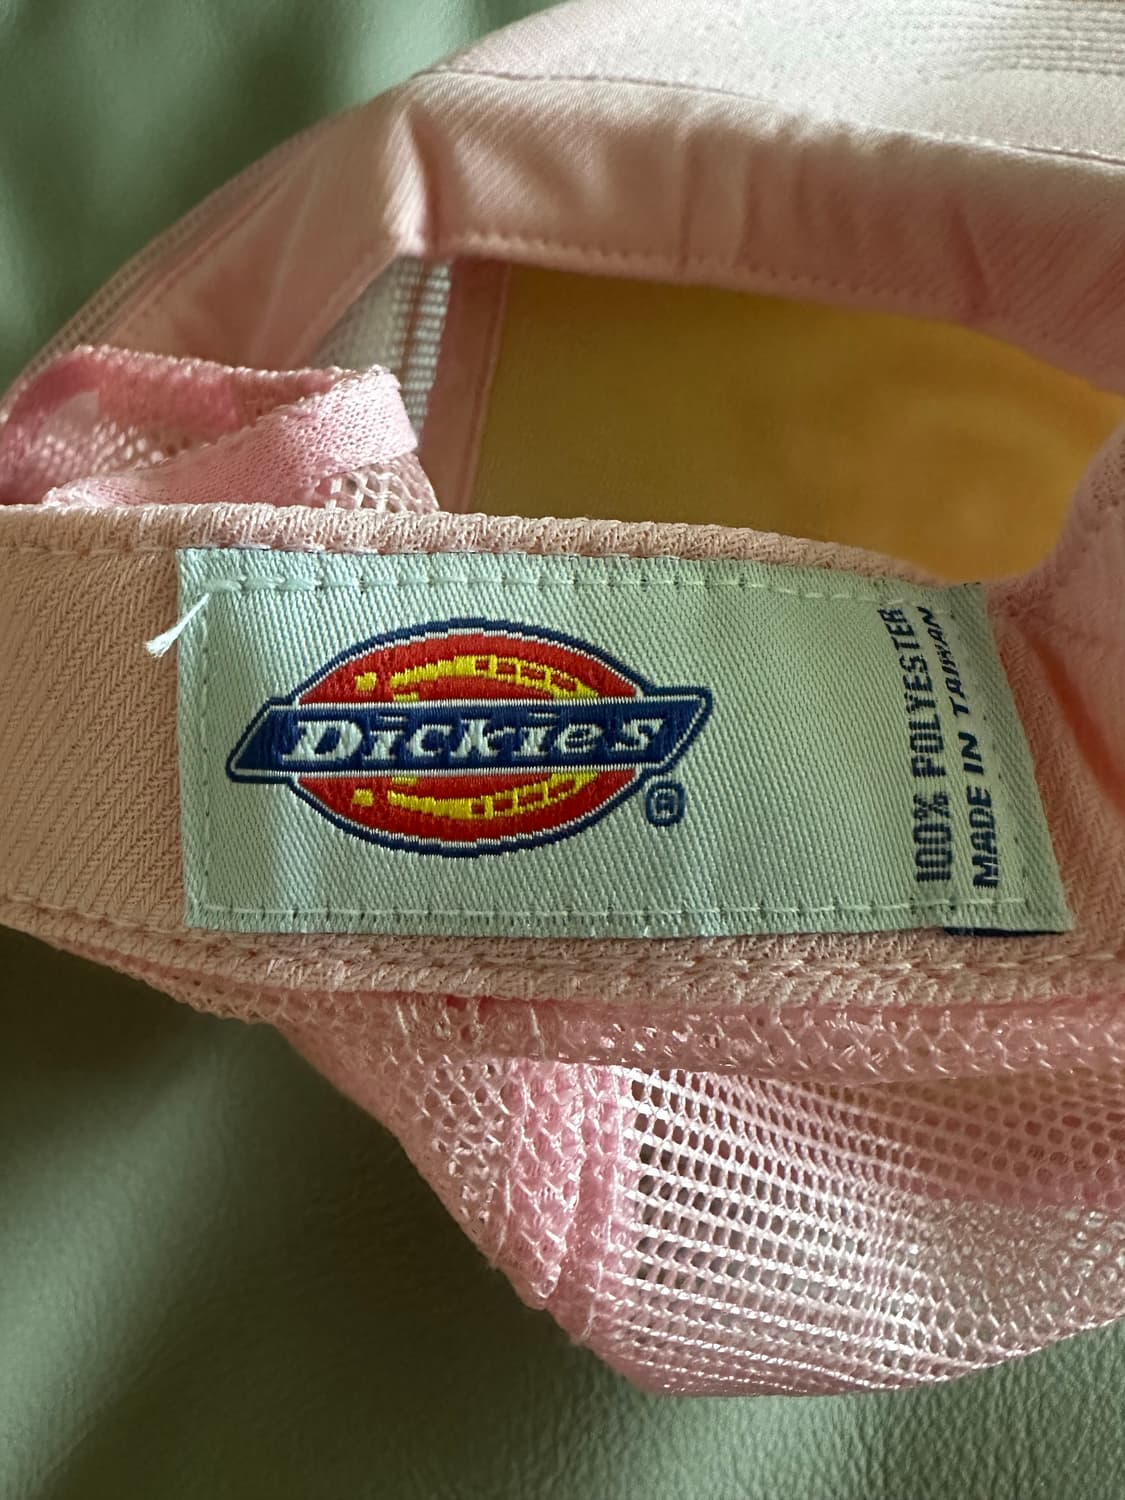 Dickies
®
100% POLYESTER
MADE IN TAIWAN